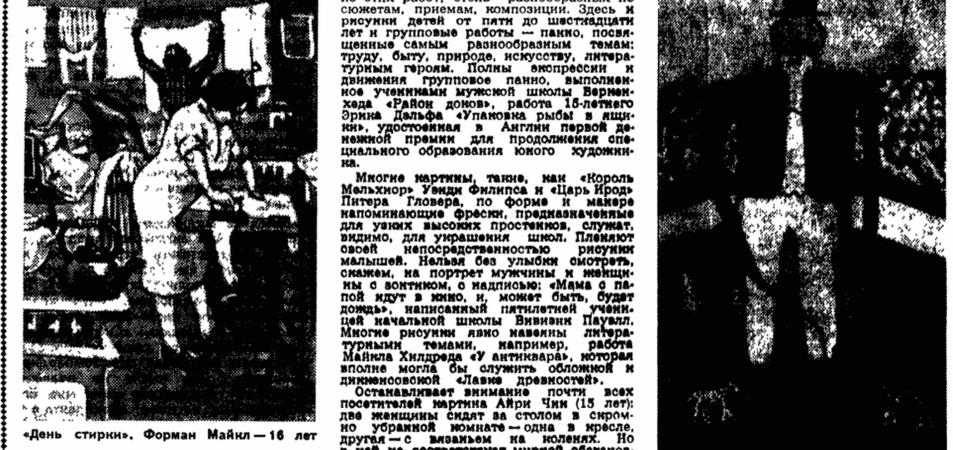 сюжетам, приемам, композиции. Здесь и
рисунки детей от пяти до шестнадцати
лет и групповые работы — панно, посвя-
щенные самым разнообразным темам:
труду, быту, природе, искусству, литера-
турным героям. Полны экспрессии и
движения групповое панно, выполнен-
ное учениками мужской школы Веркен-
хеда «Район доков», работа 15-летнего
Эрика Дальфа «Упаковка рыбы в ящи-
ки», удостоенная в Англии первой де-
нежной премии для продолжения спе-
циального образования юного художни-
ка.
Многие картины, такие, как «Король
Мельхиор» Уенди Филипса и «Царь Ирод»
Питера Гловера, по форме и манере
напоминающие фрески, предназначенные
для узких высоких простенков, служат,
видимо, для украшения школ. Пленяют
своей непосредственностью рисунки
малышей. Нельзя без улыбки смотреть,
скажем, на портрет мужчины и женщи-
ны с зонтиком, с надписью: «Мама с па-
пой идут в кино, и, может быть, будет
дождь», написанный пятилетней учени-
цей начальной школы Вивиэн Пауэлл.
Многие рисунки явно навеяны литера-
турными темами, например, работа
Майкла Хилдреда «У антиквара», которая
вполне могла бы служить обложкой к
диккенсовской «Лавке древностей».
Останавливает внимание почти всех
посетителей картина Айри Чин (15 лет):
две женщины сидят за столом в скром-
но убранной комнате — одна в кресле,
другая — с вязаньем на коленях. Но
«День стирки». Форман Майкл — 16 лет